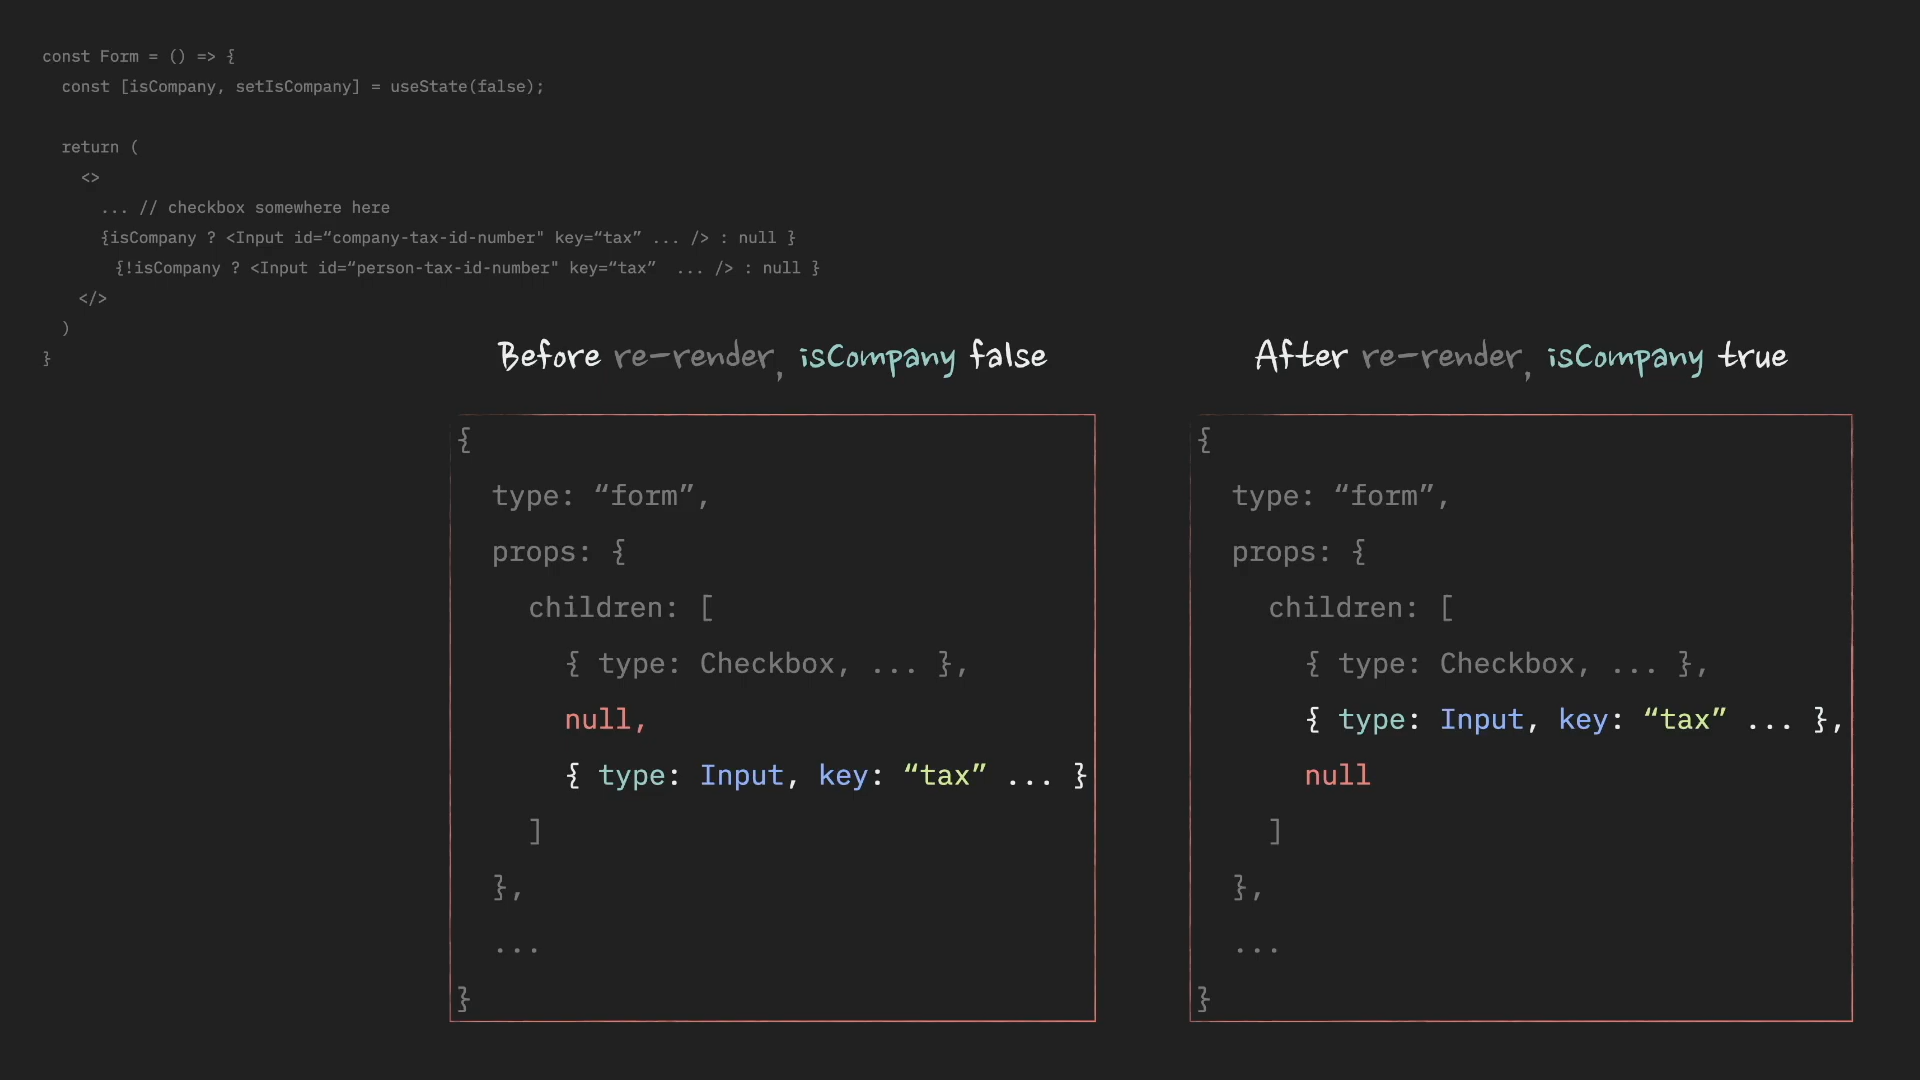 const Form = () => {
const [isCompany, setIsCompany] = useState(false);
return (
<>
... // checkbox somewhere here
{isCompany ? <Input id=“company-tax-id-number" key=“tax” ... /> : null }
{!isCompany ? <Input id=“person-tax-id-number" key=“tax”  ... /> : null }
</>
)
}
Before re-render, isCompany false
{
type: “form”,
props: {
children: [
{ type: Checkbox, ... },
null,
{ type: Input, key: “tax” ... }
]
},
...
}
After re-render, isCompany true
{
type: “form”,
props: {
children: [
{ type: Checkbox, ... },
{ type: Input, key: “tax” ... },
null
]
},
...
}